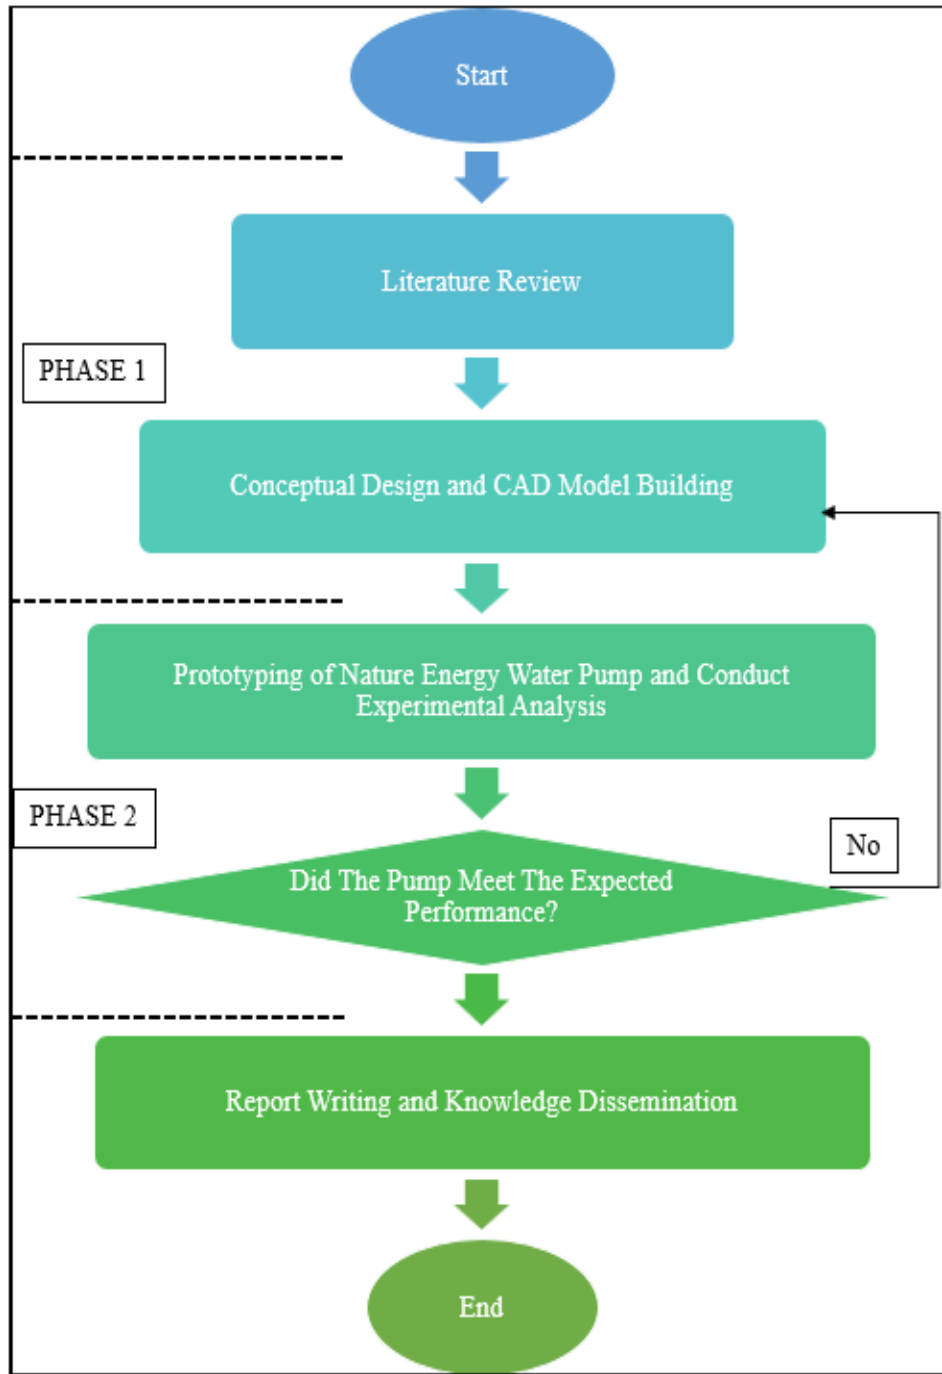 Start
Literature Review
PHASE 1
Conceptual Design and CAD Model Building
Prototyping of Nature Energy Water Pump and Conduct
Experimental Analysis
PHASE 2
No
Did The Pump Meet The Expected
Performance?
Report Writing and Knowledge Dissemination
End